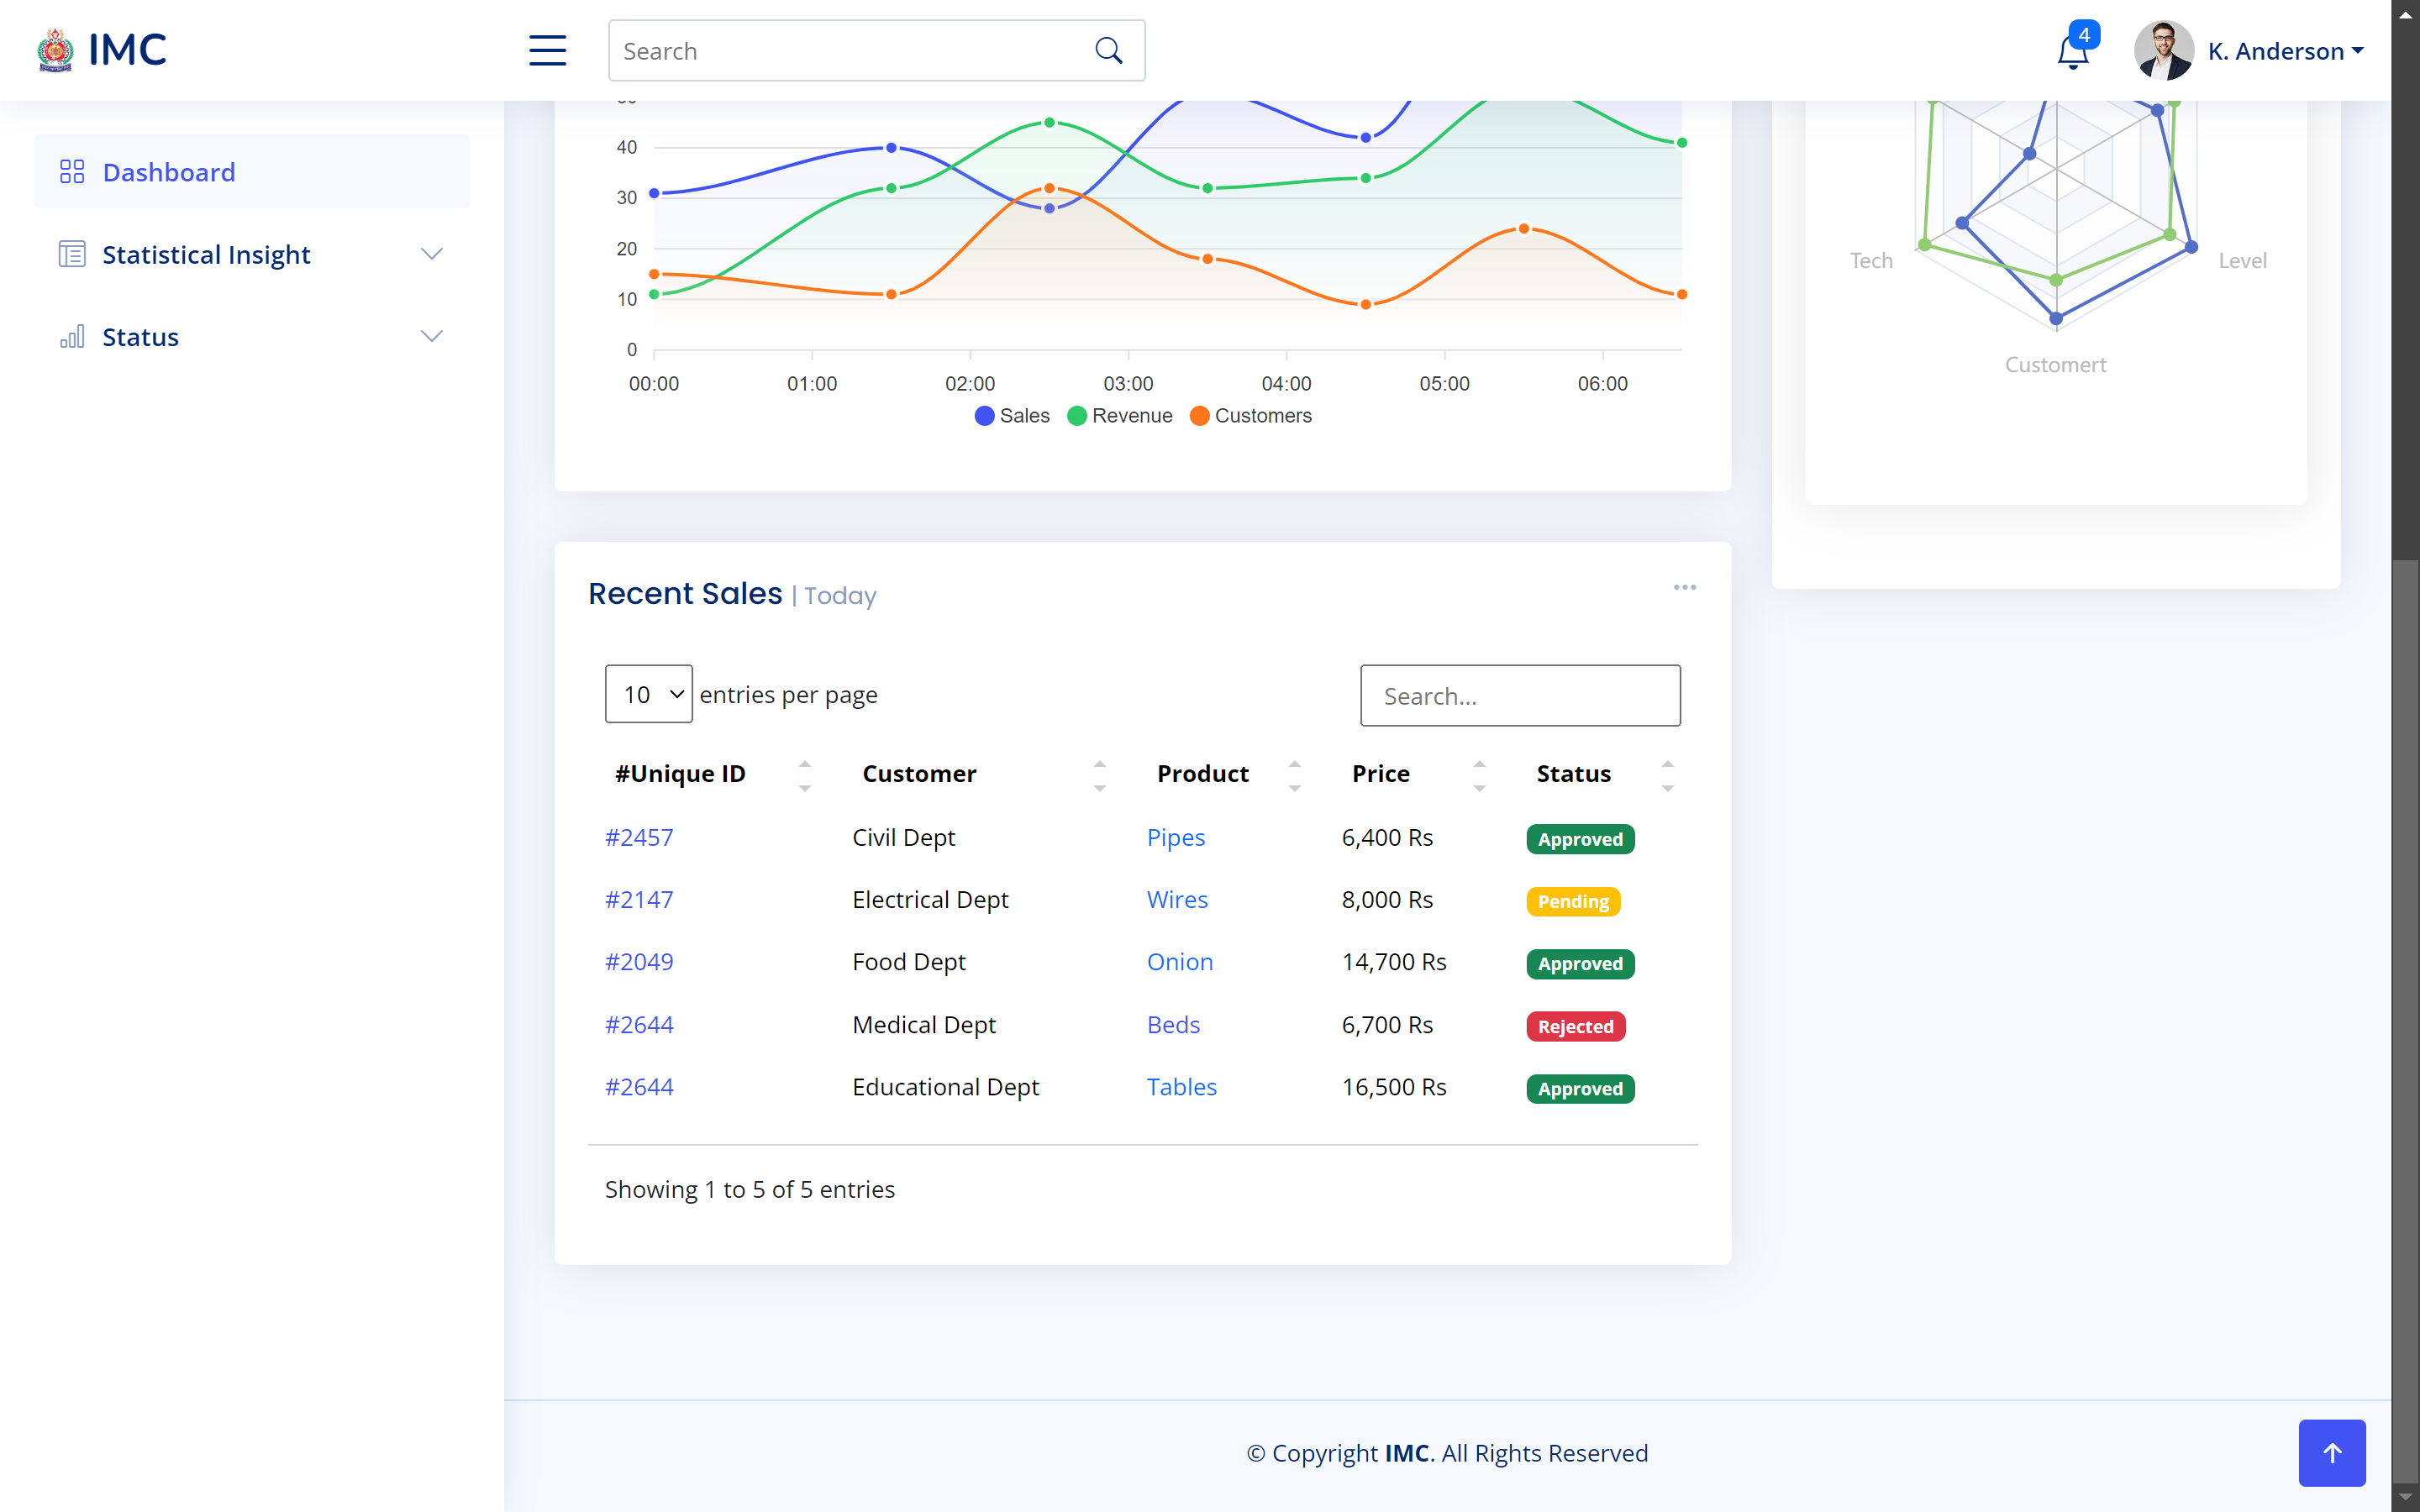 IMC
Search
4
K. Anderson
Dashboard
Statistical Insight
Status
40
30
20
10
0
00:00 01:00 02:00 03:00 04:00 05:00 06:00
Sales Revenue Customers
Tech
Level
Customert
Recent Sales | Today
10 entries per page
Search...
#Unique ID Customer Product Price Status
#2457 Civil Dept Pipes 6,400 Rs Approved
#2147 Electrical Dept Wires 8,000 Rs Pending
#2049 Food Dept Onion 14,700 Rs Approved
#2644 Medical Dept Beds 6,700 Rs Rejected
#2644 Educational Dept Tables 16,500 Rs Approved
Showing 1 to 5 of 5 entries
© Copyright IMC. All Rights Reserved